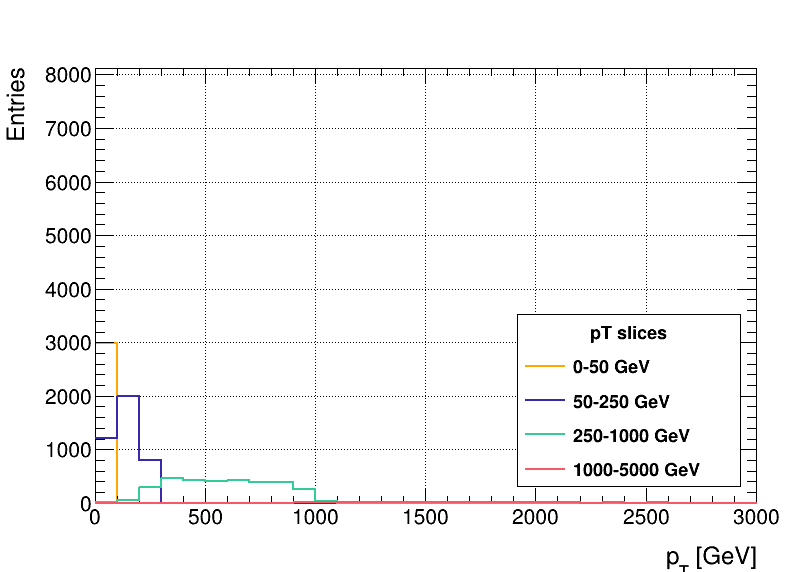 Entries
8000
7000
6000
5000
4000
3000
2000
1000
0
pT slices
0-50 GeV
50-250 GeV
250-1000 GeV
1000-5000 GeV
0 500 1000 1500 2000 2500 3000
p_T [GeV]